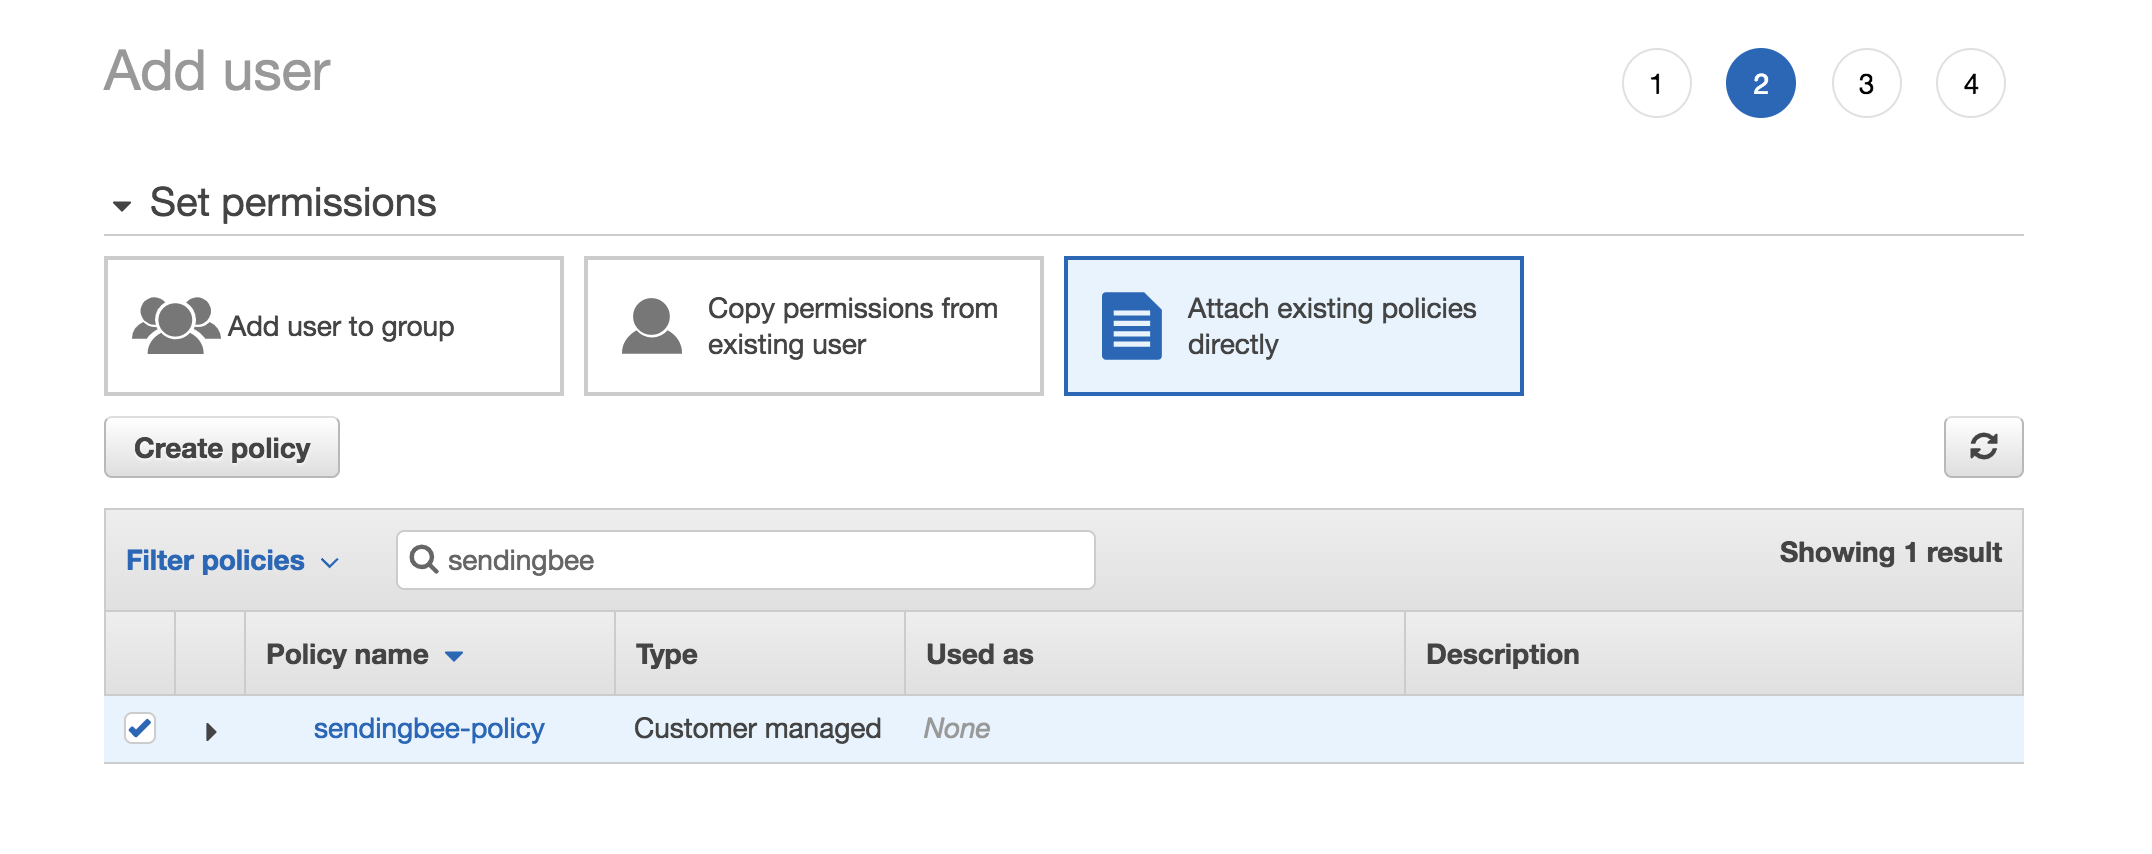 Add user
1 2 3 4
Set permissions
Add user to group
Copy permissions from
existing user
Attach existing policies
directly
Create policy
Filter policies
sendingbee
Showing 1 result
Policy name Type Used as Description
sendingbee-policy Customer managed None